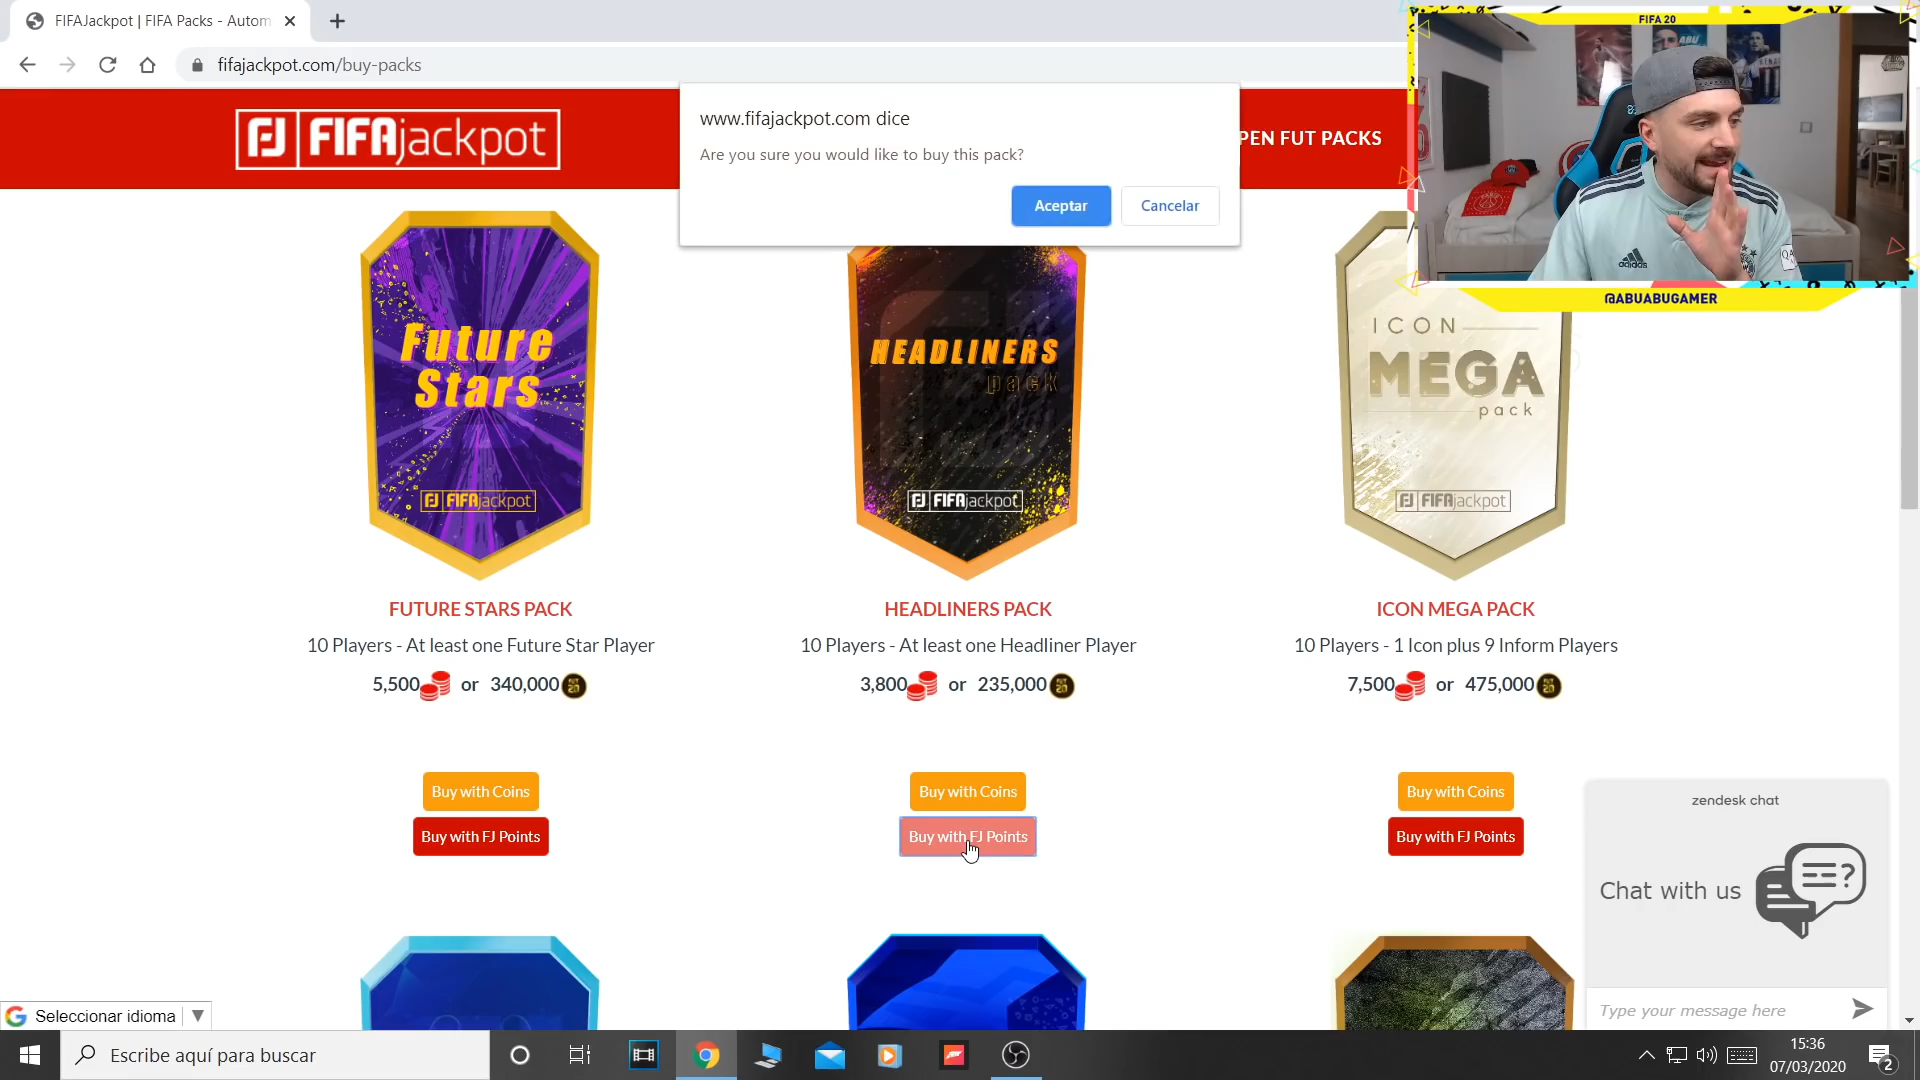 FIFAJackpot | FIFA Packs - Autom
fifajackpot.com/buy-packs
FJ FIFAjackpot
PEN FUT PACKS
www.fifajackpot.com dice
Are you sure you would like to buy this pack?
Aceptar
Cancelar
FIFA 20
@ABUABUGAMER
Future
Stars
FJ FIFAjackpot
HEADLINERS
pack
FJ FIFAjackpot
ICON
MEGA
pack
FJ FIFAjackpot
FUTURE STARS PACK
10 Players - At least one Future Star Player
5,500 or 340,000
Buy with Coins
Buy with FJ Points
HEADLINERS PACK
10 Players - At least one Headliner Player
3,800 or 235,000
Buy with Coins
Buy with FJ Points
ICON MEGA PACK
10 Players - 1 Icon plus 9 Inform Players
7,500 or 475,000
Buy with Coins
Buy with FJ Points
zendesk chat
Chat with us
Type your message here
Seleccionar idioma
Escribe aquí para buscar
15:36
07/03/2020
2